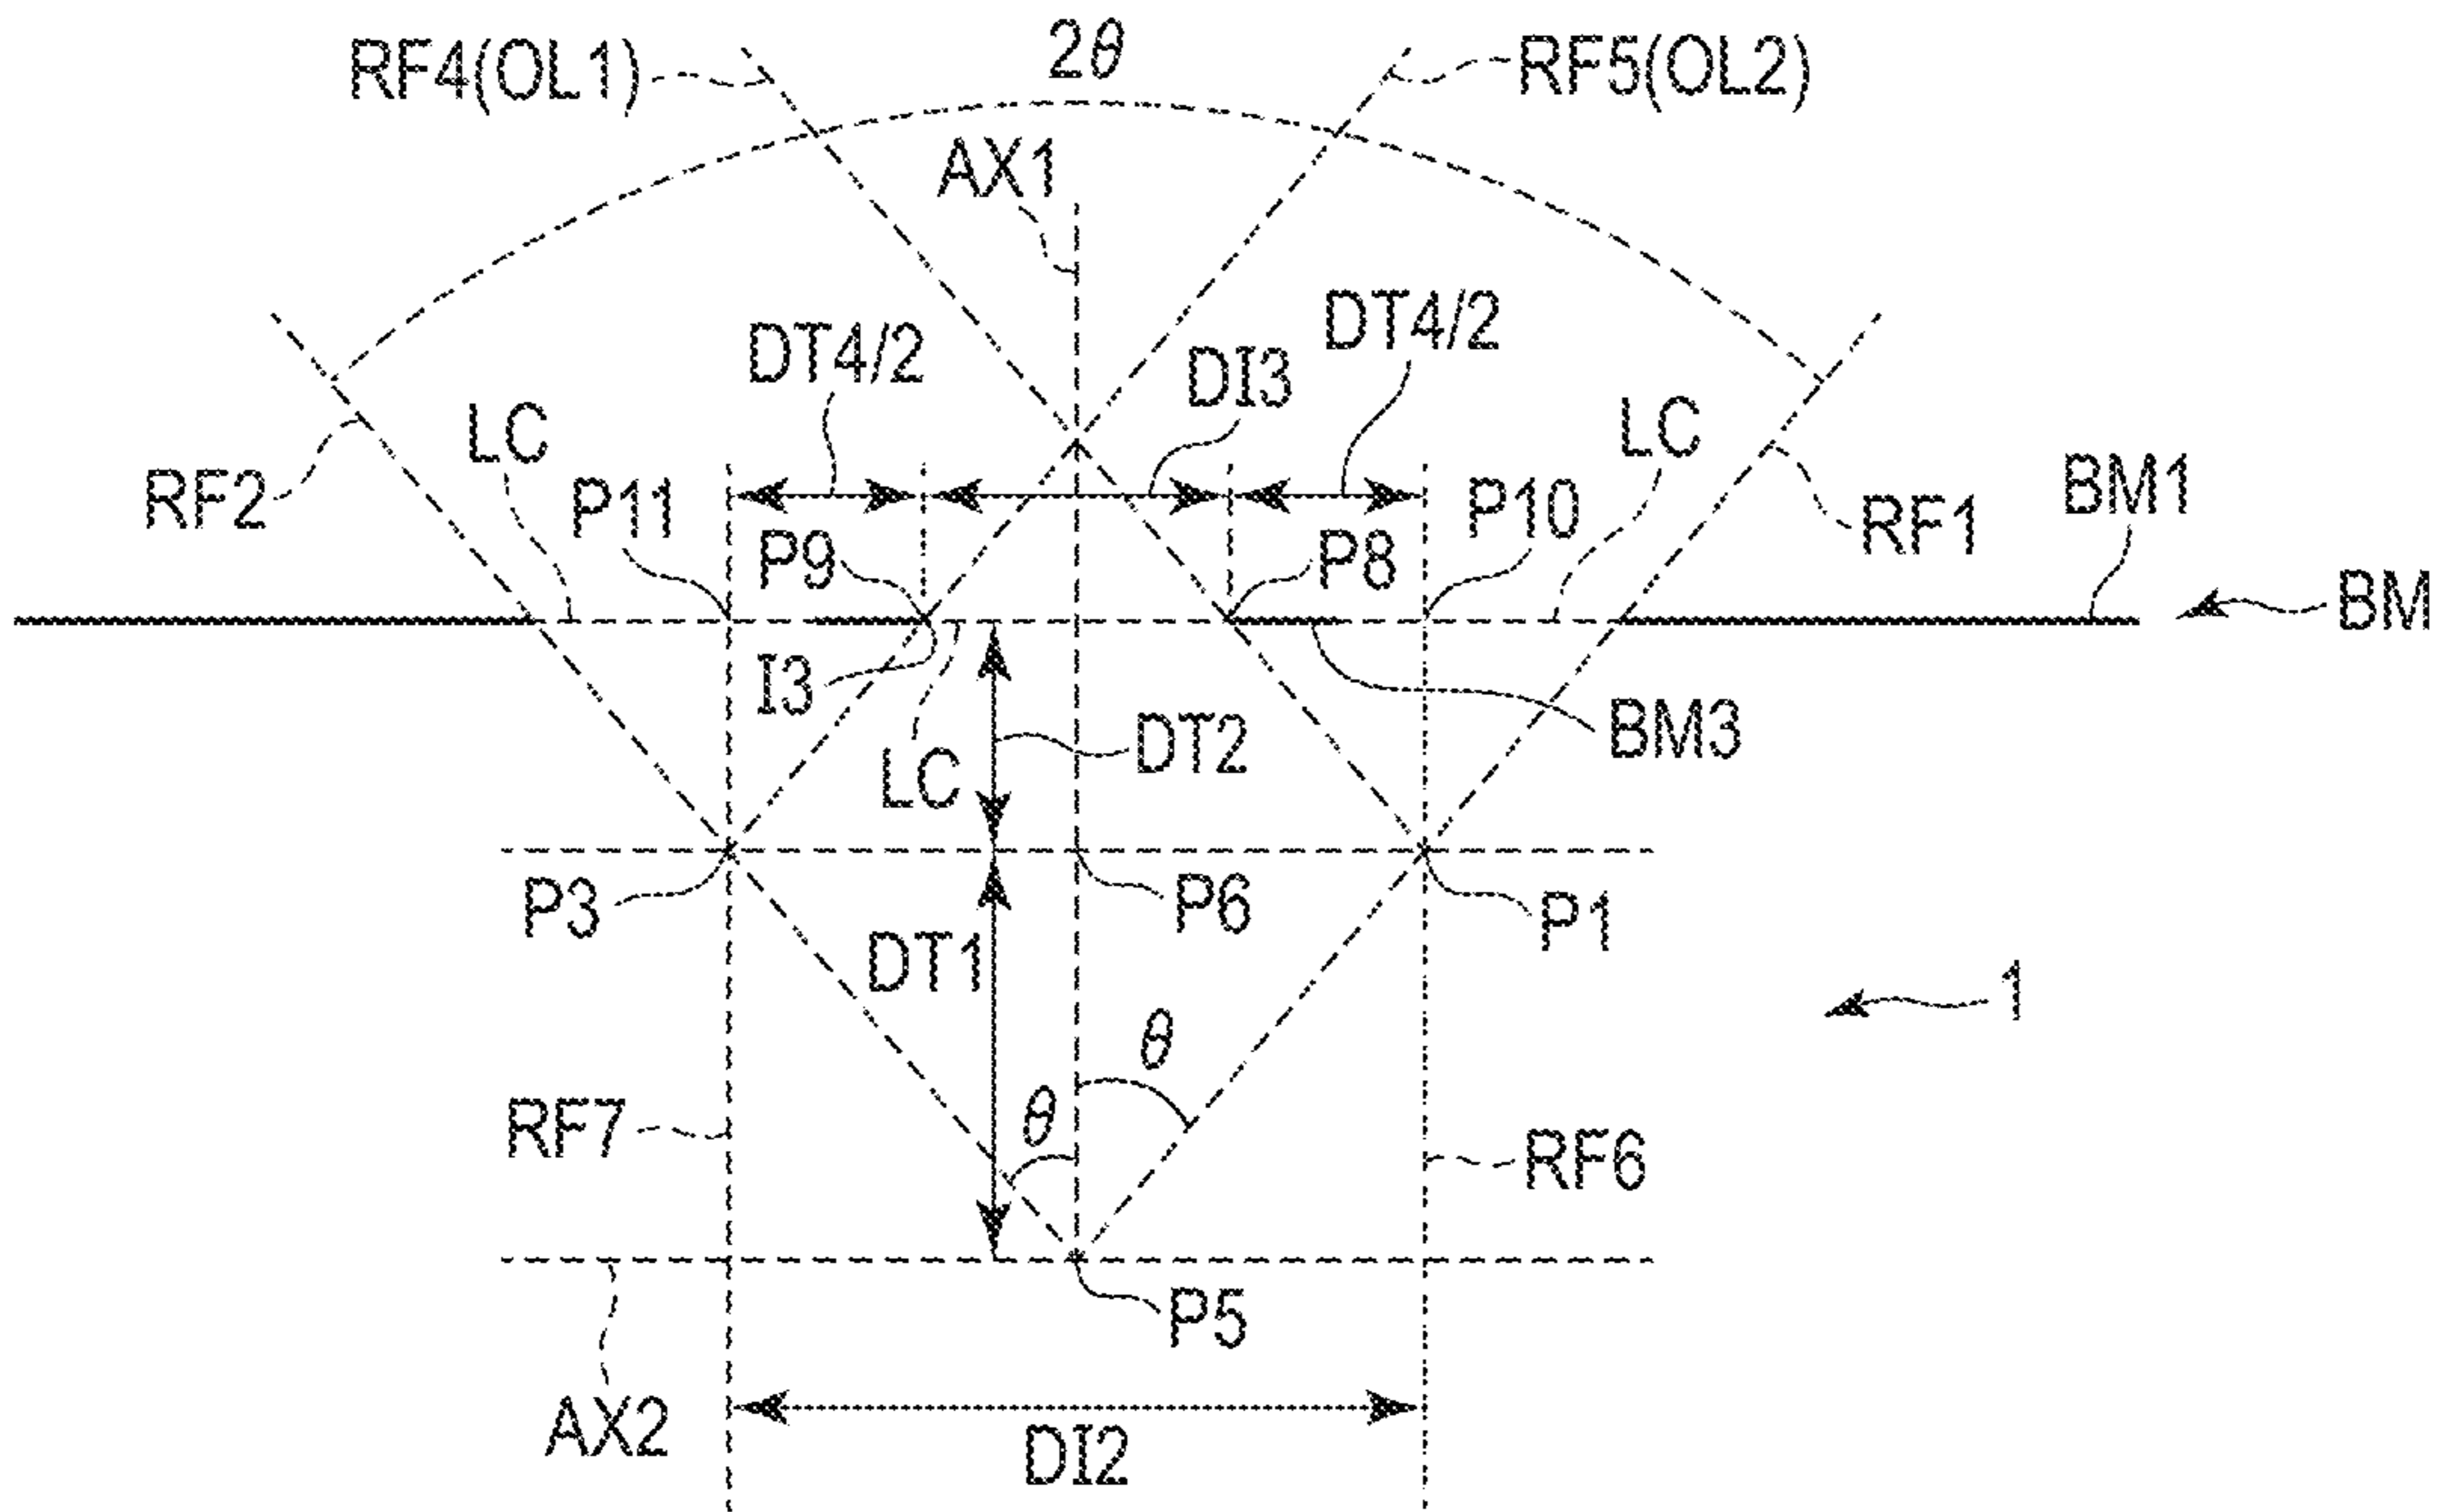 2θ
RF4(OL1)
RF5(OL2)
AX1
DT4/2
DI3
DT4/2
LC
LC
RF2
P11
P10
BM1
RF1
P9
P8
BM
I3
LC
DT2
BM3
P3
P6
P1
DT1
1
θ
θ
RF7
RF6
P5
AX2
DI2